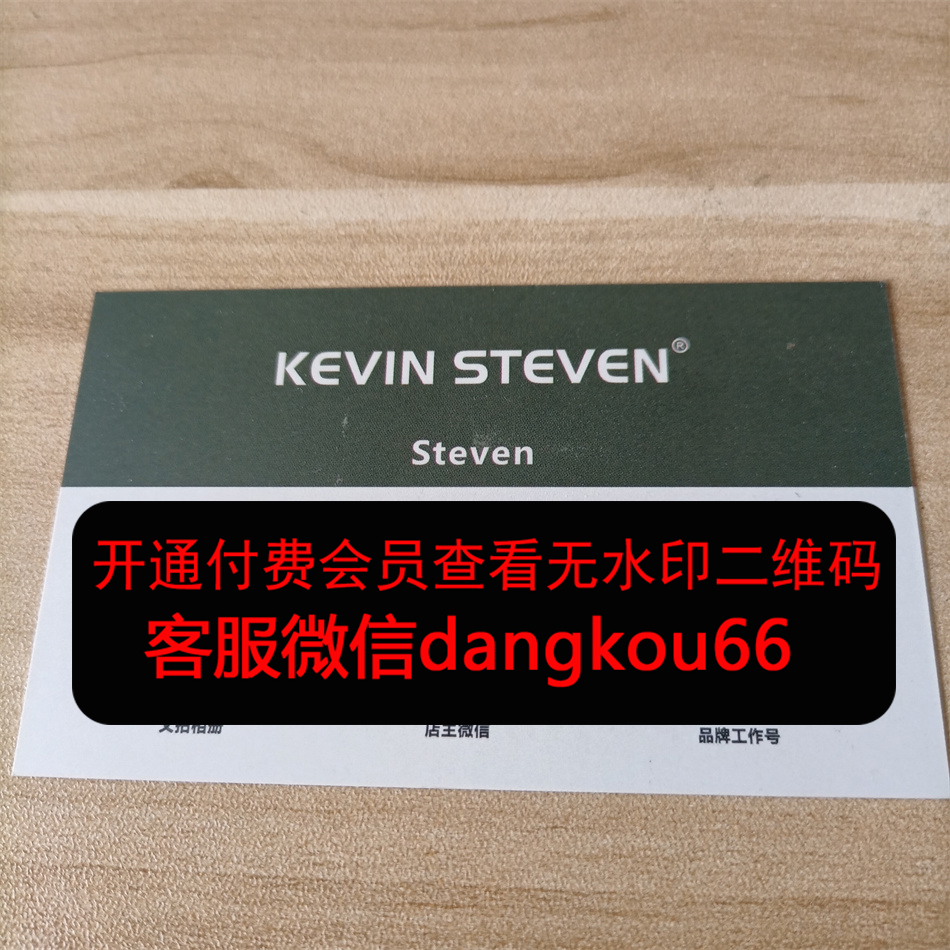 KEVIN STEVEN®
Steven
开通付费会员查看无水印二维码
客服微信dangkou66
店主微信
品牌工作号